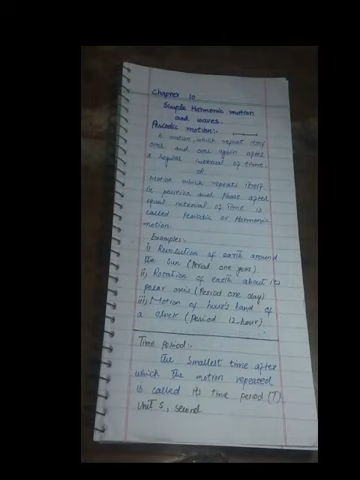 Chapter 10
Simple Harmonic motion
and waves.
Periodic motion:-
A motion which repeat itself
over and over again after
a regular interval of time
or
motion which repeats itself
in position and phase after
equal interval of Time is
called Periodic or Harmonic
motion.
Examples:-
i) Revolution of earth around
the sun (Period one year)
ii) Rotation of earth about its
polar axis (Period one day)
iii) Motion of hour's hand of
a clock (Period 12-hour)
Time Period:-
The Smallest time after
which The motion repeated
is called its time period (T)
Unit second